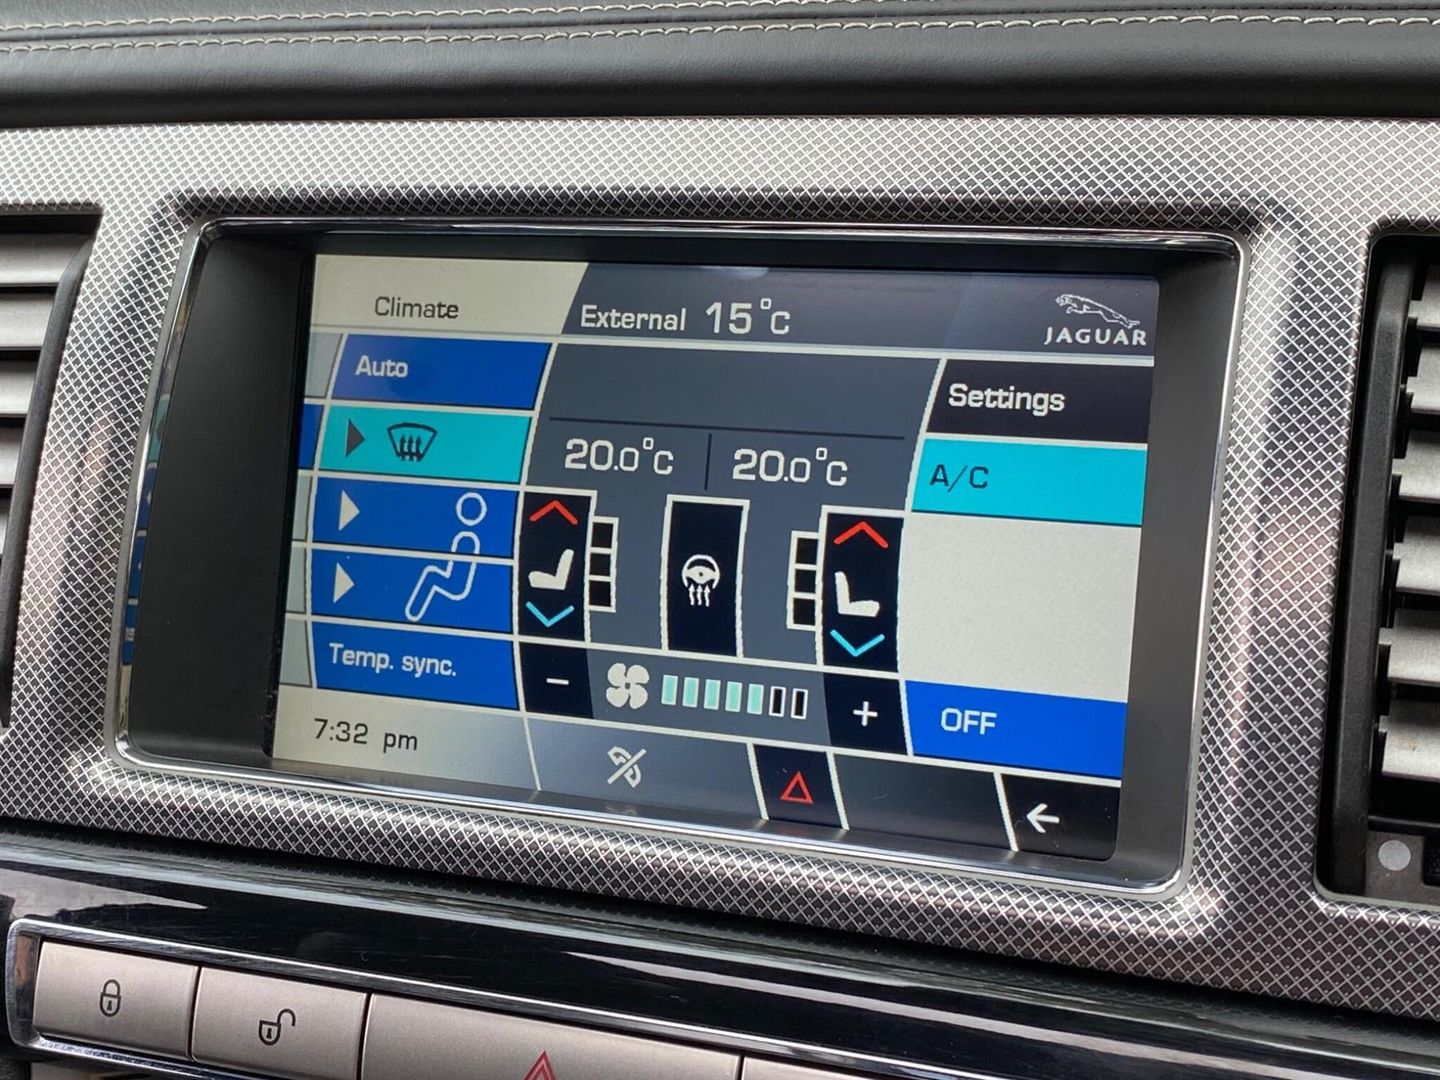 Climate
External 15°C
JAGUAR
Auto
Settings
20.0°C
20.0°C
A/C
Temp. sync.
- +
OFF
7:32 pm